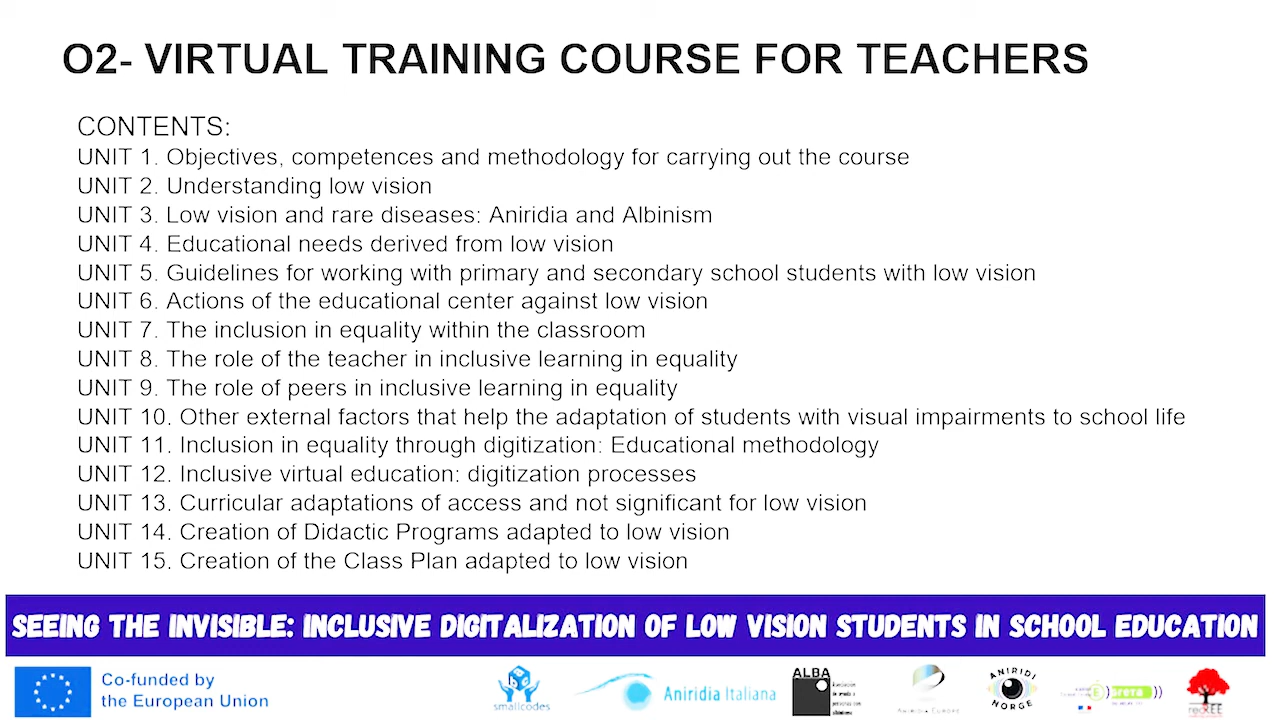 O2- VIRTUAL TRAINING COURSE FOR TEACHERS
CONTENTS:
UNIT 1. Objectives, competences and methodology for carrying out the course
UNIT 2. Understanding low vision
UNIT 3. Low vision and rare diseases: Aniridia and Albinism
UNIT 4. Educational needs derived from low vision
UNIT 5. Guidelines for working with primary and secondary school students with low vision
UNIT 6. Actions of the educational center against low vision
UNIT 7. The inclusion in equality within the classroom
UNIT 8. The role of the teacher in inclusive learning in equality
UNIT 9. The role of peers in inclusive learning in equality
UNIT 10. Other external factors that help the adaptation of students with visual impairments to school life
UNIT 11. Inclusion in equality through digitization: Educational methodology
UNIT 12. Inclusive virtual education: digitization processes
UNIT 13. Curricular adaptations of access and not significant for low vision
UNIT 14. Creation of Didactic Programs adapted to low vision
UNIT 15. Creation of the Class Plan adapted to low vision
SEEING THE INVISIBLE: INCLUSIVE DIGITALIZATION OF LOW VISION STUDENTS IN SCHOOL EDUCATION
Co-funded by
the European Union
smallcodes
Aniridia Italiana
ALBA
ANIRIDIA EUROPE
ANIRIDI
NORGE
redTEE